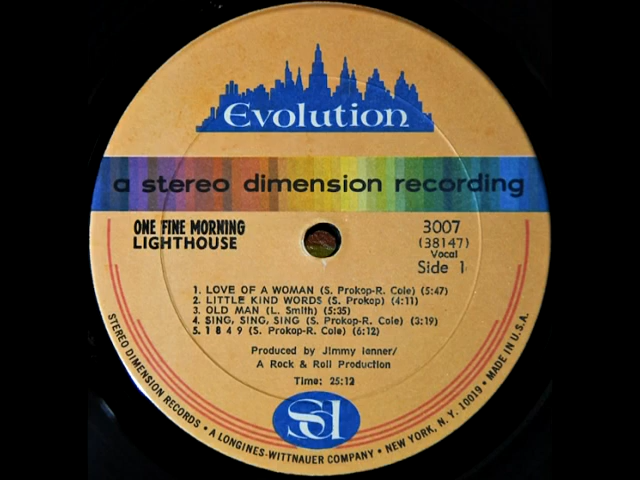 Evolution
a stereo dimension recording
ONE FINE MORNING
LIGHTHOUSE
3007
(38147)
Vocal
Side 1
1. LOVE OF A WOMAN (S. Prokop-R. Cole) (5:47)
2. LITTLE KIND WORDS (S. Prokop) (4:11)
3. OLD MAN (L. Smith) (5:35)
4. SING, SING, SING (S. Prokop-R. Cole) (3:19)
5. 1 8 4 9 (S. Prokop-R. Cole) (6:12)
Produced by Jimmy Ienner/
A Rock & Roll Production
Time: 25:12
Sd
STEREO DIMENSION RECORDS • A LONGINES-WITTNAUER COMPANY • NEW YORK, N. Y. 10019 • MADE IN U.S.A.